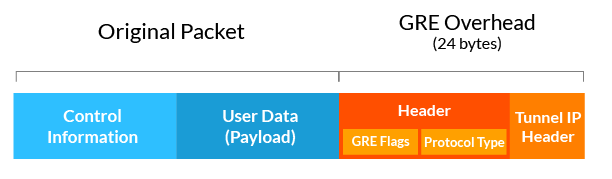 Original Packet
GRE Overhead
(24 bytes)
Control
Information
User Data
(Payload)
Header
GRE Flags
Protocol Type
Tunnel IP
Header